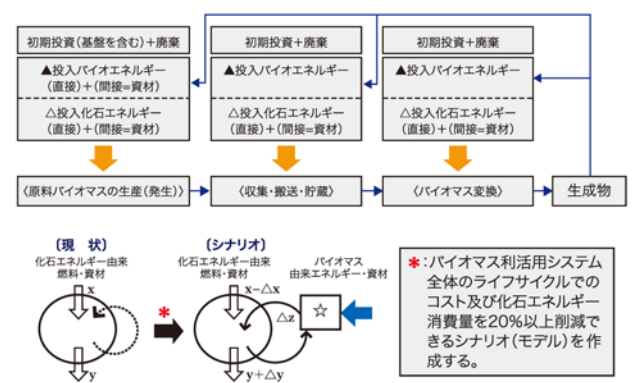 初期投資(基盤を含む)+廃棄
▲投入バイオエネルギー
(直接)+(間接=資材)
△投入化石エネルギー
(直接)+(間接=資材)
〈原料バイオマスの生産(発生)〉
初期投資+廃棄
▲投入バイオエネルギー
△投入化石エネルギー
(直接)+(間接=資材)
〈収集・搬送・貯蔵〉
初期投資+廃棄
▲投入バイオエネルギー
△投入化石エネルギー
(直接)+(間接=資材)
〈バイオマス変換〉
生成物
〔現 状〕
化石エネルギー由来
燃料・資材
x
y
*
〔シナリオ〕
化石エネルギー由来
燃料・資材
x−△x
△z
y+△y
バイオマス
由来エネルギー・資材
☆
*:バイオマス利活用システム
全体のライフサイクルでの
コスト及び化石エネルギー
消費量を20%以上削減で
きるシナリオ(モデル)を作
成する。